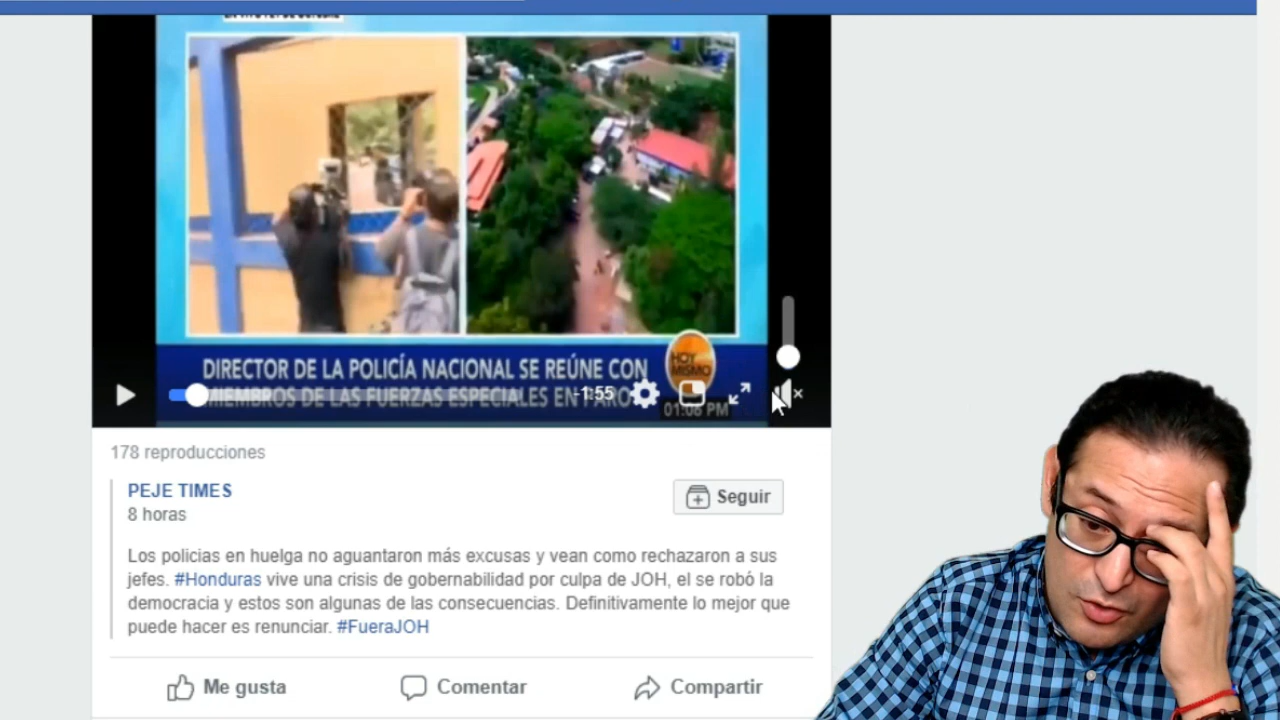 DIRECTOR DE LA POLICÍA NACIONAL SE REÚNE CON
MIEMBROS DE LAS FUERZAS ESPECIALES EN PARO
HOY
MISMO
-1:55
01:06 PM
178 reproducciones
PEJE TIMES
Seguir
8 horas
Los policias en huelga no aguantaron más excusas y vean como rechazaron a sus
jefes. #Honduras vive una crisis de gobernabilidad por culpa de JOH, el se robó la
democracia y estos son algunas de las consecuencias. Definitivamente lo mejor que
puede hacer es renunciar. #FueraJOH
Me gusta
Comentar
Compartir